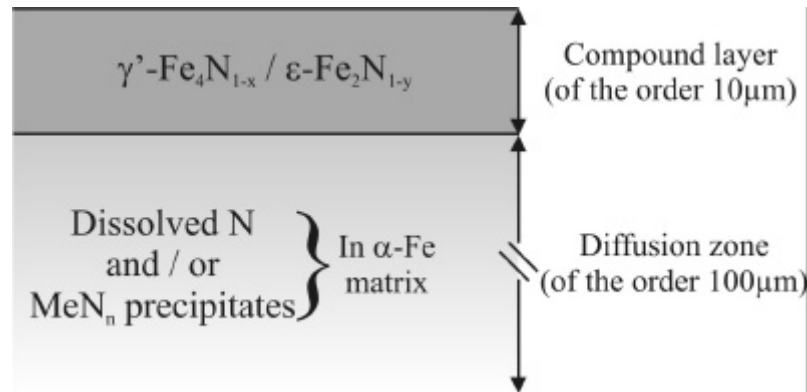 γ’-Fe₄N₁₋ₓ / ε-Fe₂N₁₋ᵧ
Compound layer
(of the order 10μm)
Dissolved N
and / or
MeNₙ precipitates
In α-Fe
matrix
Diffusion zone
(of the order 100μm)